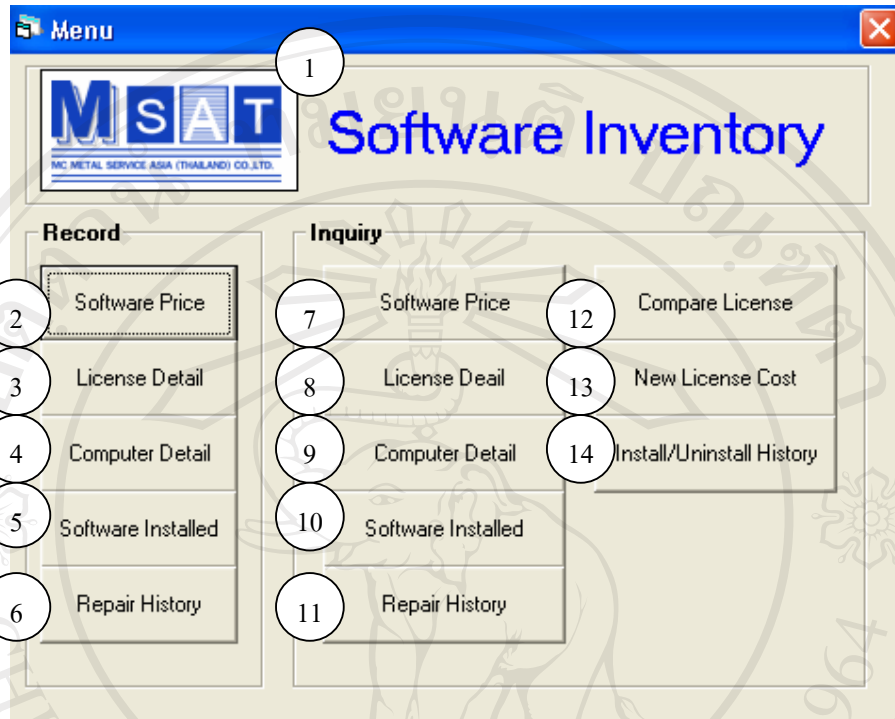 Menu
1
MSAT
MC METAL SERVICE ASIA (THAILAND) CO.,LTD.
Software Inventory
Record
2 Software Price
3 License Detail
4 Computer Detail
5 Software Installed
6 Repair History
Inquiry
7 Software Price
8 License Deail
9 Computer Detail
10 Software Installed
11 Repair History
12 Compare License
13 New License Cost
14 Install/Uninstall History
964